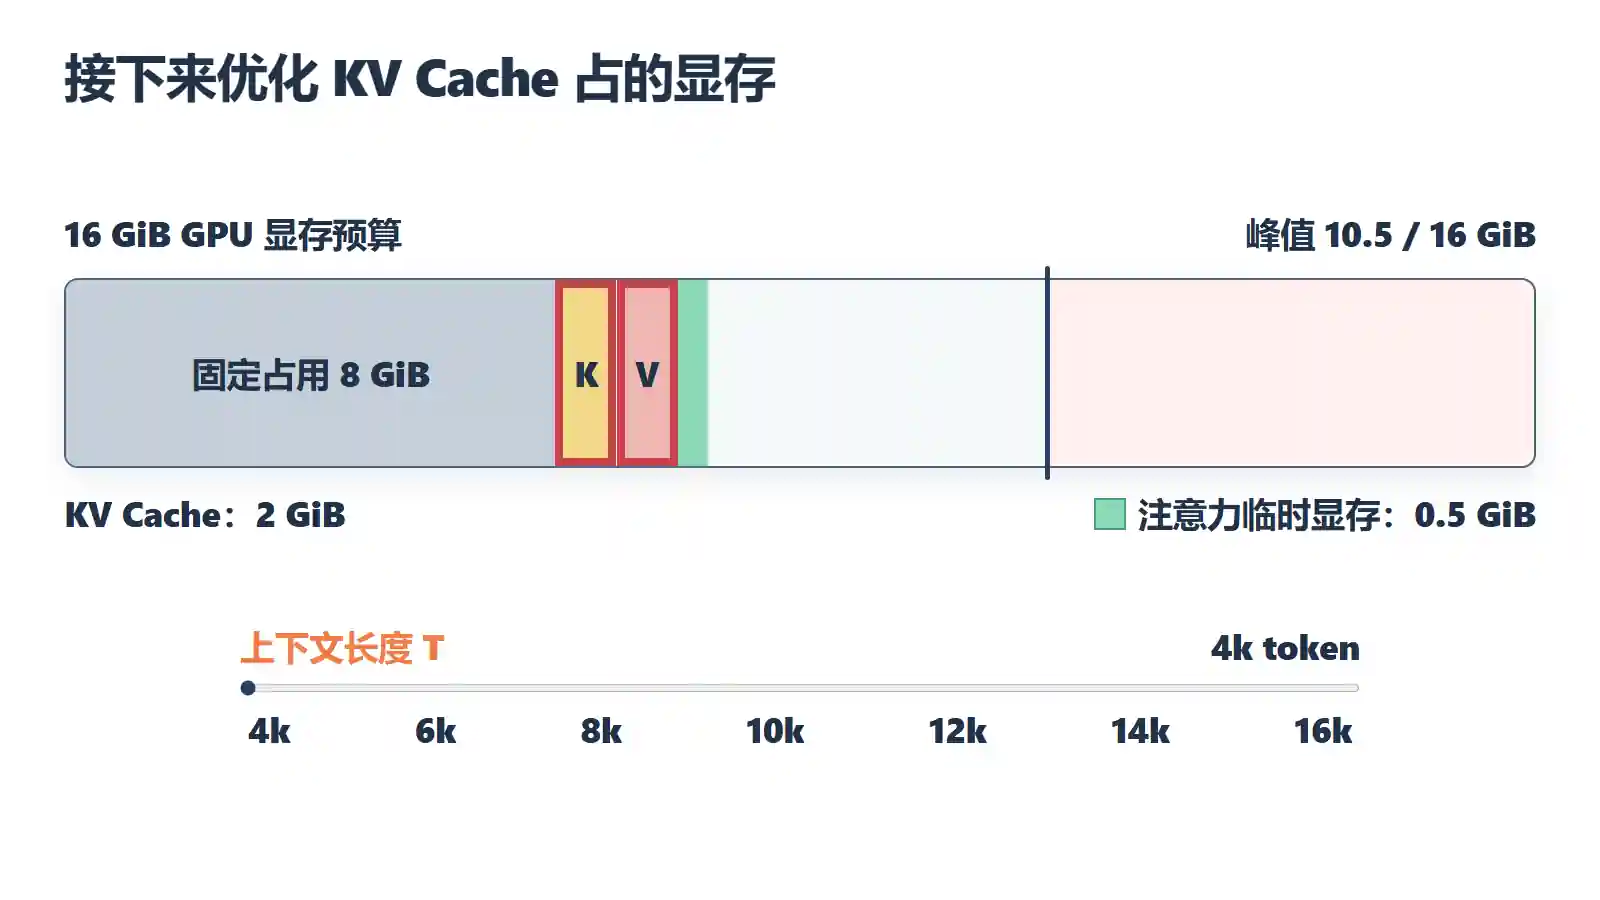 接下来优化 KV Cache 占的显存
16 GiB GPU 显存预算
峰值 10.5 / 16 GiB
固定占用 8 GiB
K
V
KV Cache：2 GiB
注意力临时显存：0.5 GiB
上下文长度 T
4k token
4k 6k 8k 10k 12k 14k 16k